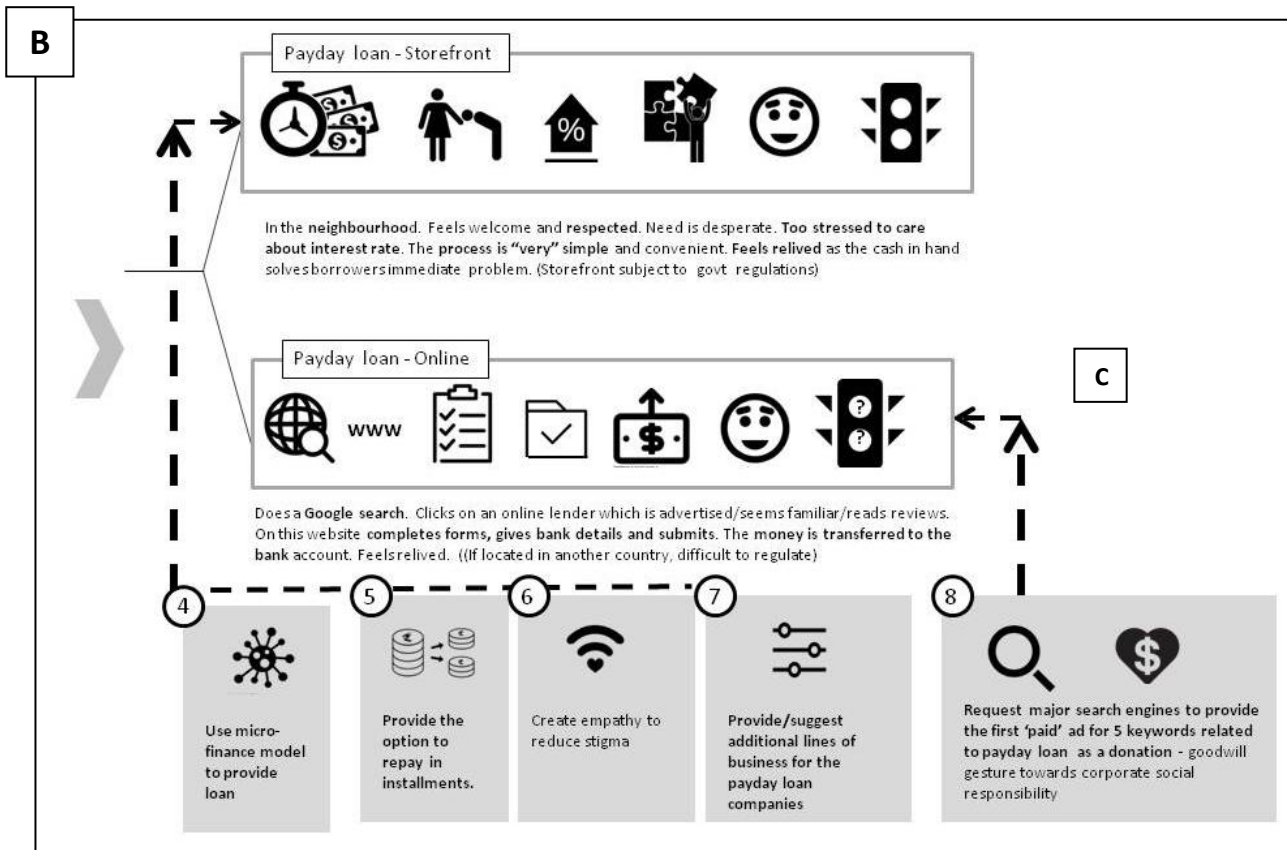 B
Payday loan - Storefront
%
In the neighbourhood. Feels welcome and respected. Need is desperate. Too stressed to care
about interest rate. The process is “very” simple and convenient. Feels relived as the cash in hand
solves borrowers immediate problem. (Storefront subject to govt regulations)
Payday loan - Online
C
www
$
? 
?
Does a Google search. Clicks on an online lender which is advertised/seems familiar/reads reviews.
On this website completes forms, gives bank details and submits. The money is transferred to the
bank account. Feels relived. ((If located in another country, difficult to regulate)
4
Use micro-
finance model
to provide
loan
5
Provide the
option to
repay in
installments.
6
Create empathy to
reduce stigma
7
Provide/suggest
additional lines of
business for the
payday loan
companies
8
$
Request major search engines to provide
the first ‘paid’ ad for 5 keywords related
to payday loan as a donation - goodwill
gesture towards corporate social
responsibility